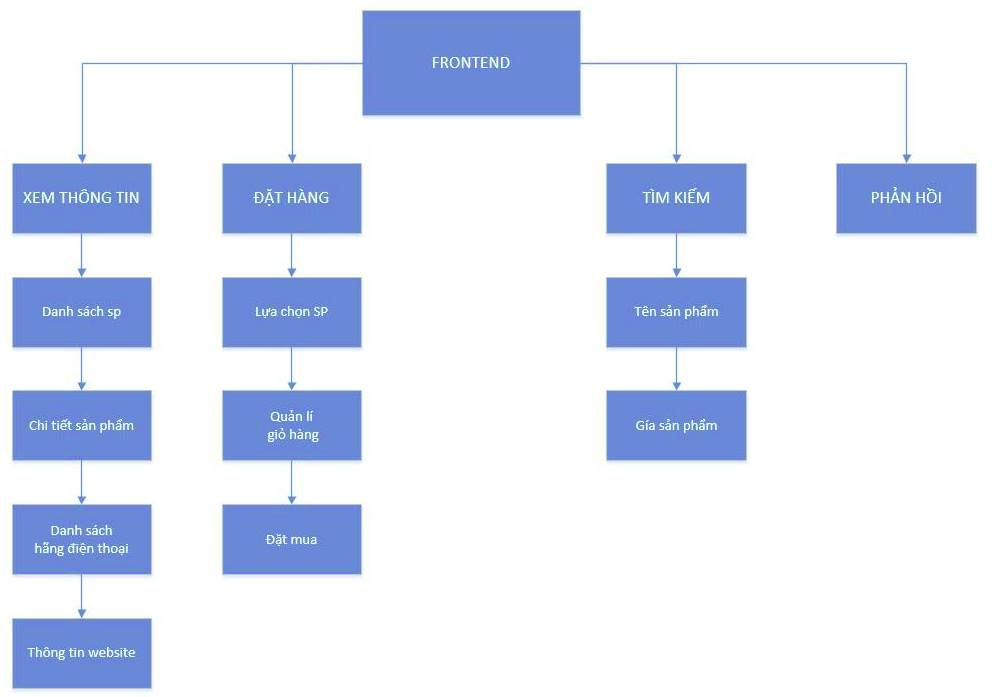 FRONTEND
XEM THÔNG TIN
ĐẶT HÀNG
TÌM KIẾM
PHẢN HỒI
Danh sách sp
Lựa chọn SP
Tên sản phẩm
Chi tiết sản phẩm
Quản lí
giỏ hàng
Gía sản phẩm
Danh sách
hãng điện thoại
Đặt mua
Thông tin website